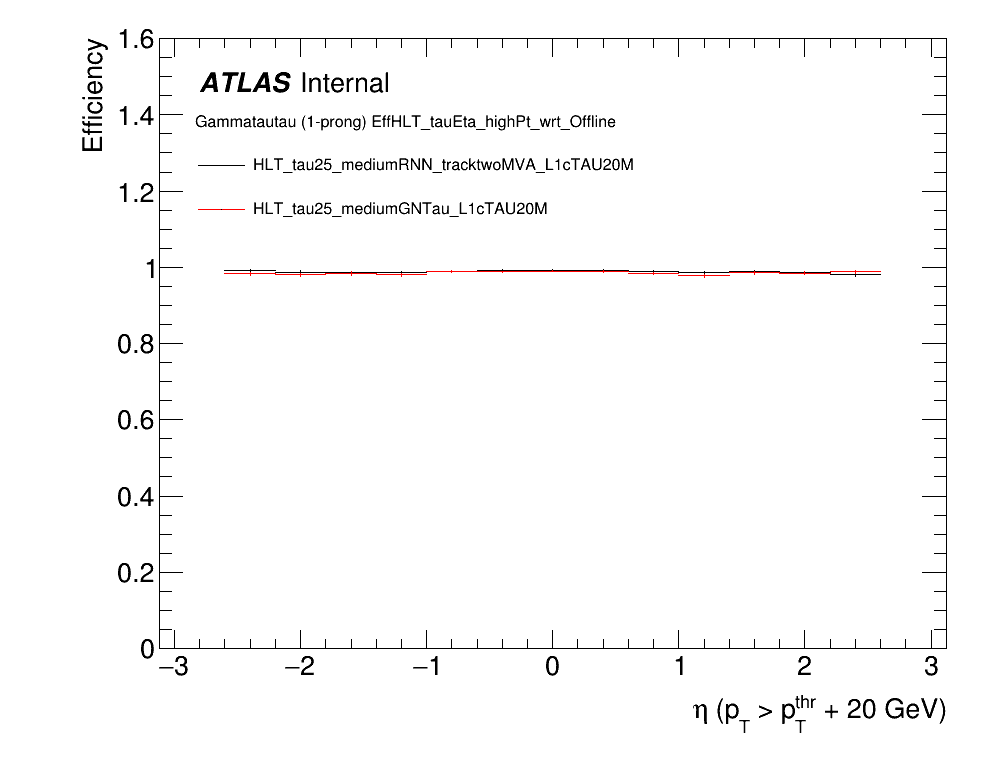 1.6
1.4
1.2
1
0.8
0.6
0.4
0.2
0
Efficiency
ATLAS Internal
Gammatautau (1-prong) EffHLT_tauEta_highPt_wrt_Offline
HLT_tau25_mediumRNN_tracktwoMVA_L1cTAU20M
HLT_tau25_mediumGNTau_L1cTAU20M
−3 −2 −1 0 1 2 3
η (p_T > p_T^thr + 20 GeV)